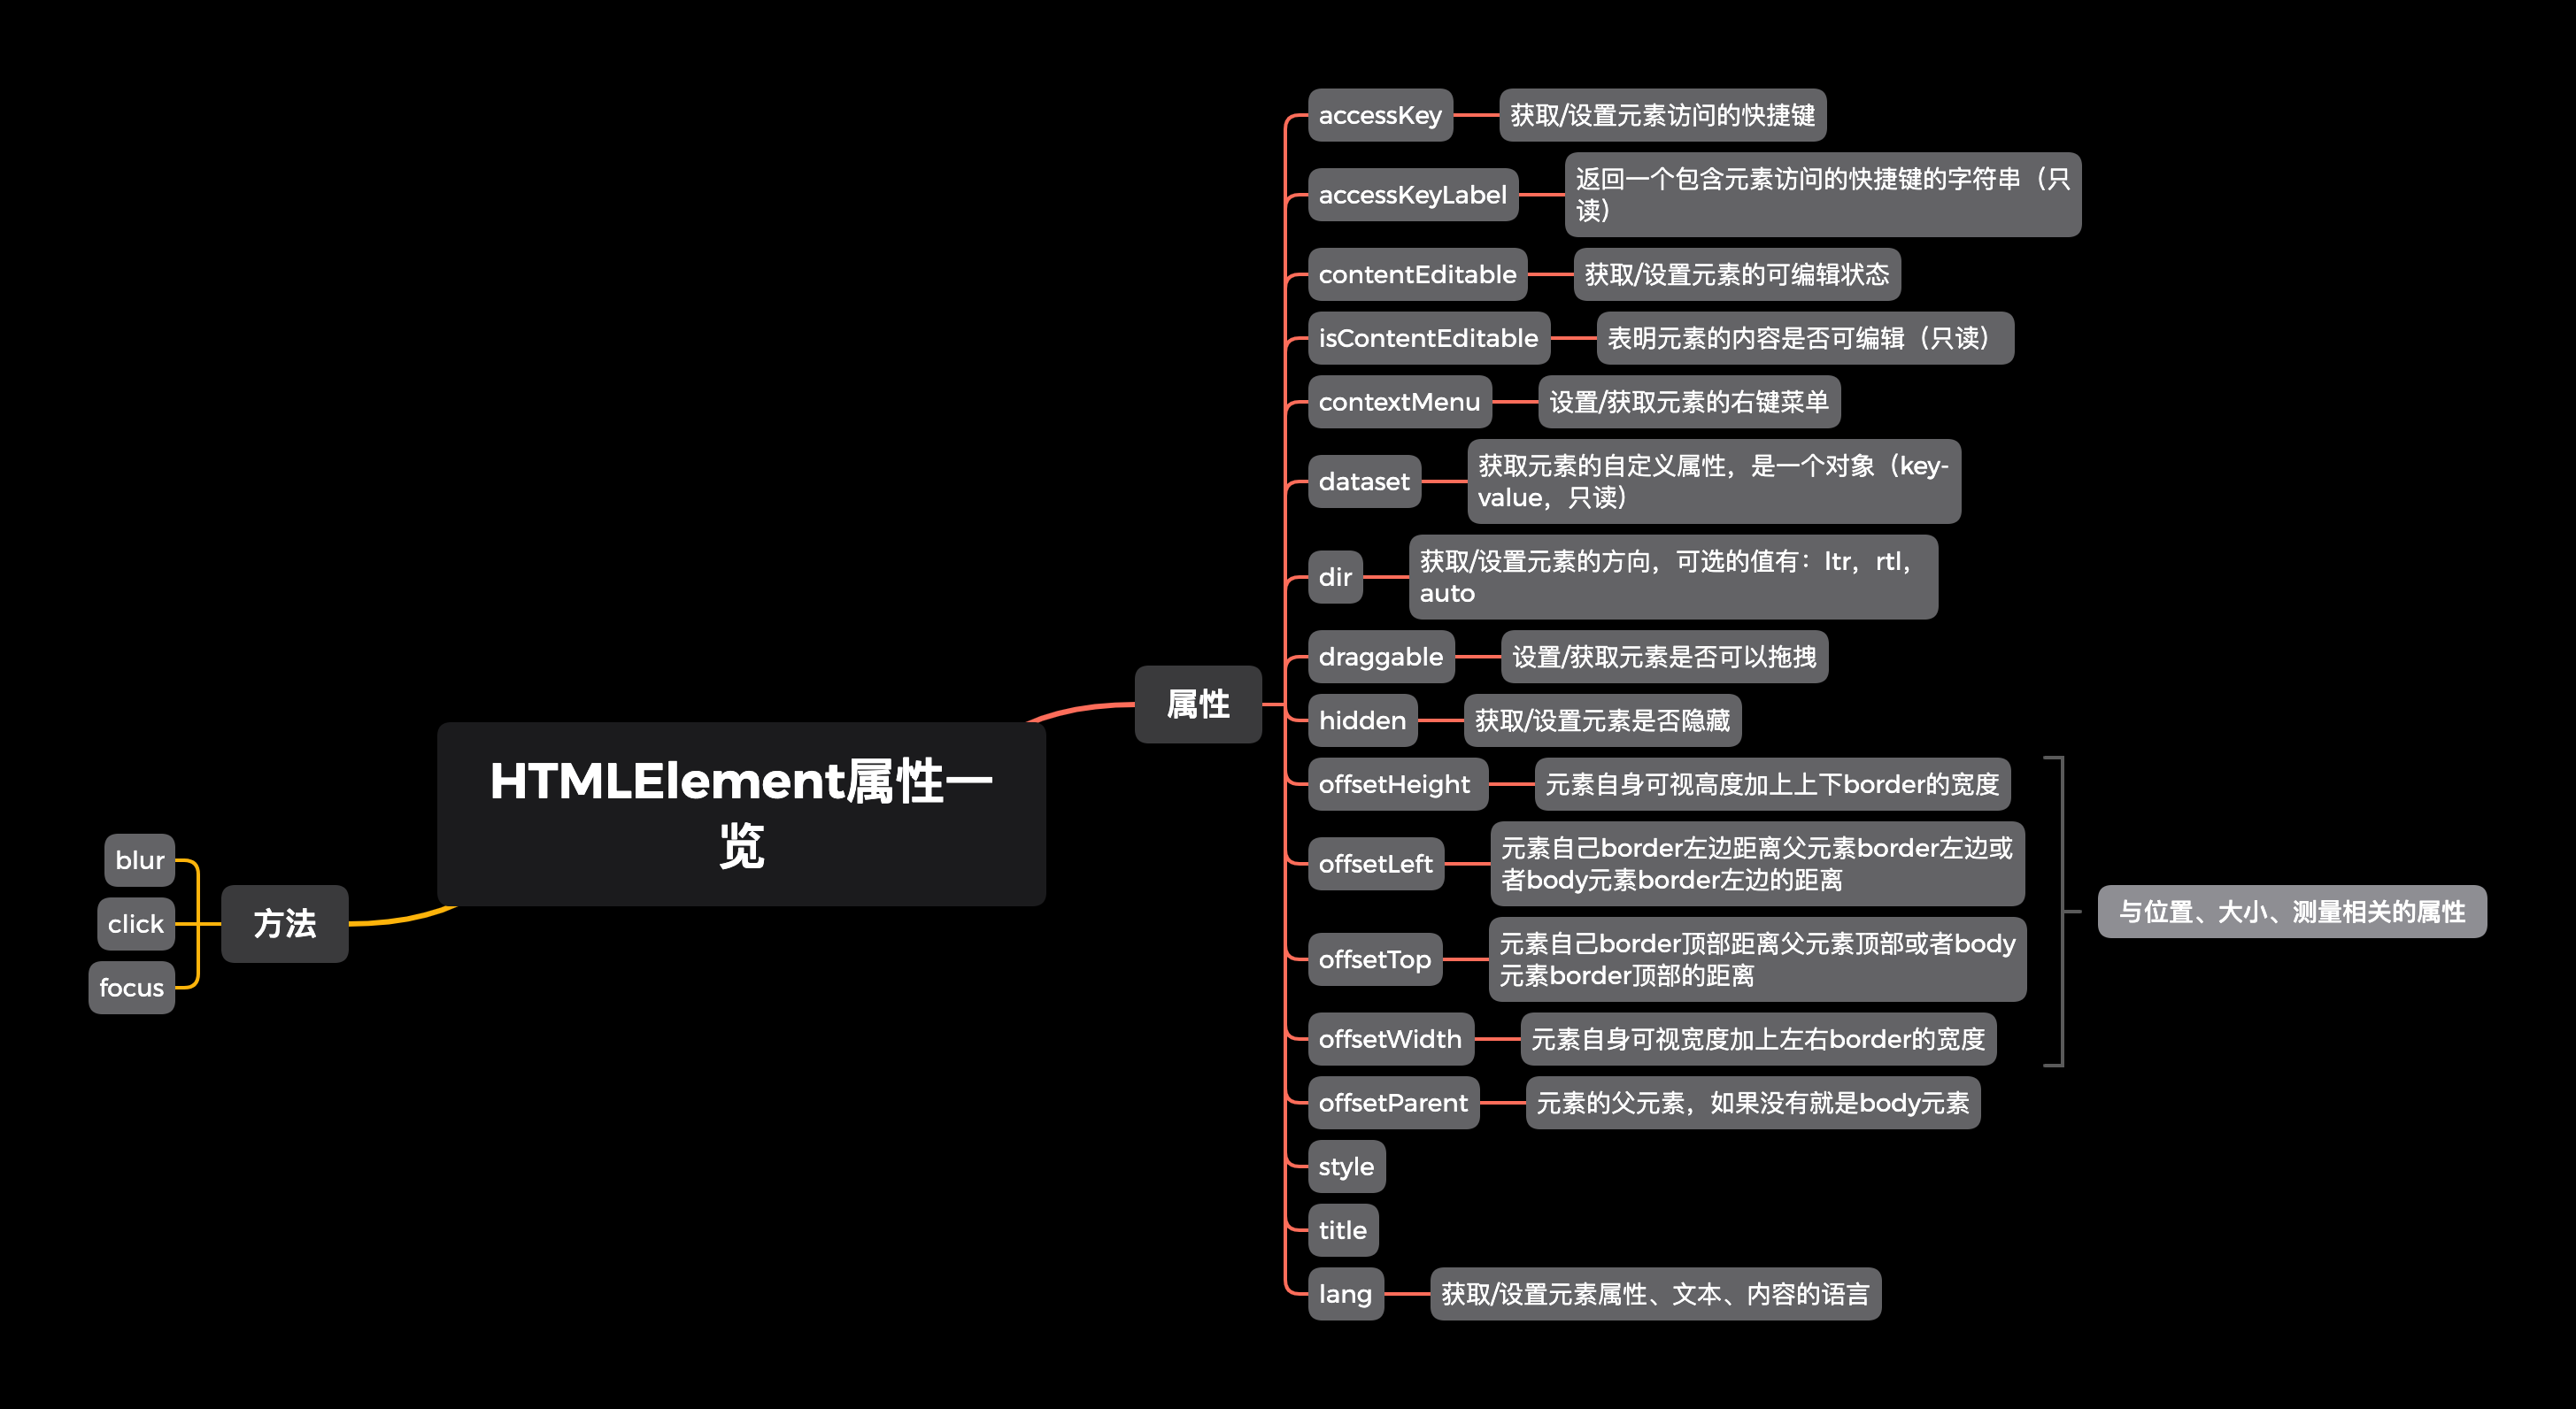 HTMLElement属性一
览
属性
accessKey
获取/设置元素访问的快捷键
accessKeyLabel
返回一个包含元素访问的快捷键的字符串（只
读）
contentEditable
获取/设置元素的可编辑状态
isContentEditable
表明元素的内容是否可编辑（只读）
contextMenu
设置/获取元素的右键菜单
dataset
获取元素的自定义属性，是一个对象（key-
value，只读）
dir
获取/设置元素的方向，可选的值有：ltr，rtl，
auto
draggable
设置/获取元素是否可以拖拽
hidden
获取/设置元素是否隐藏
offsetHeight
元素自身可视高度加上上下border的宽度
offsetLeft
元素自己border左边距离父元素border左边或
者body元素border左边的距离
offsetTop
元素自己border顶部距离父元素顶部或者body
元素border顶部的距离
offsetWidth
元素自身可视宽度加上左右border的宽度
与位置、大小、测量相关的属性
offsetParent
元素的父元素，如果没有就是body元素
style
title
lang
获取/设置元素属性、文本、内容的语言
方法
blur
click
focus